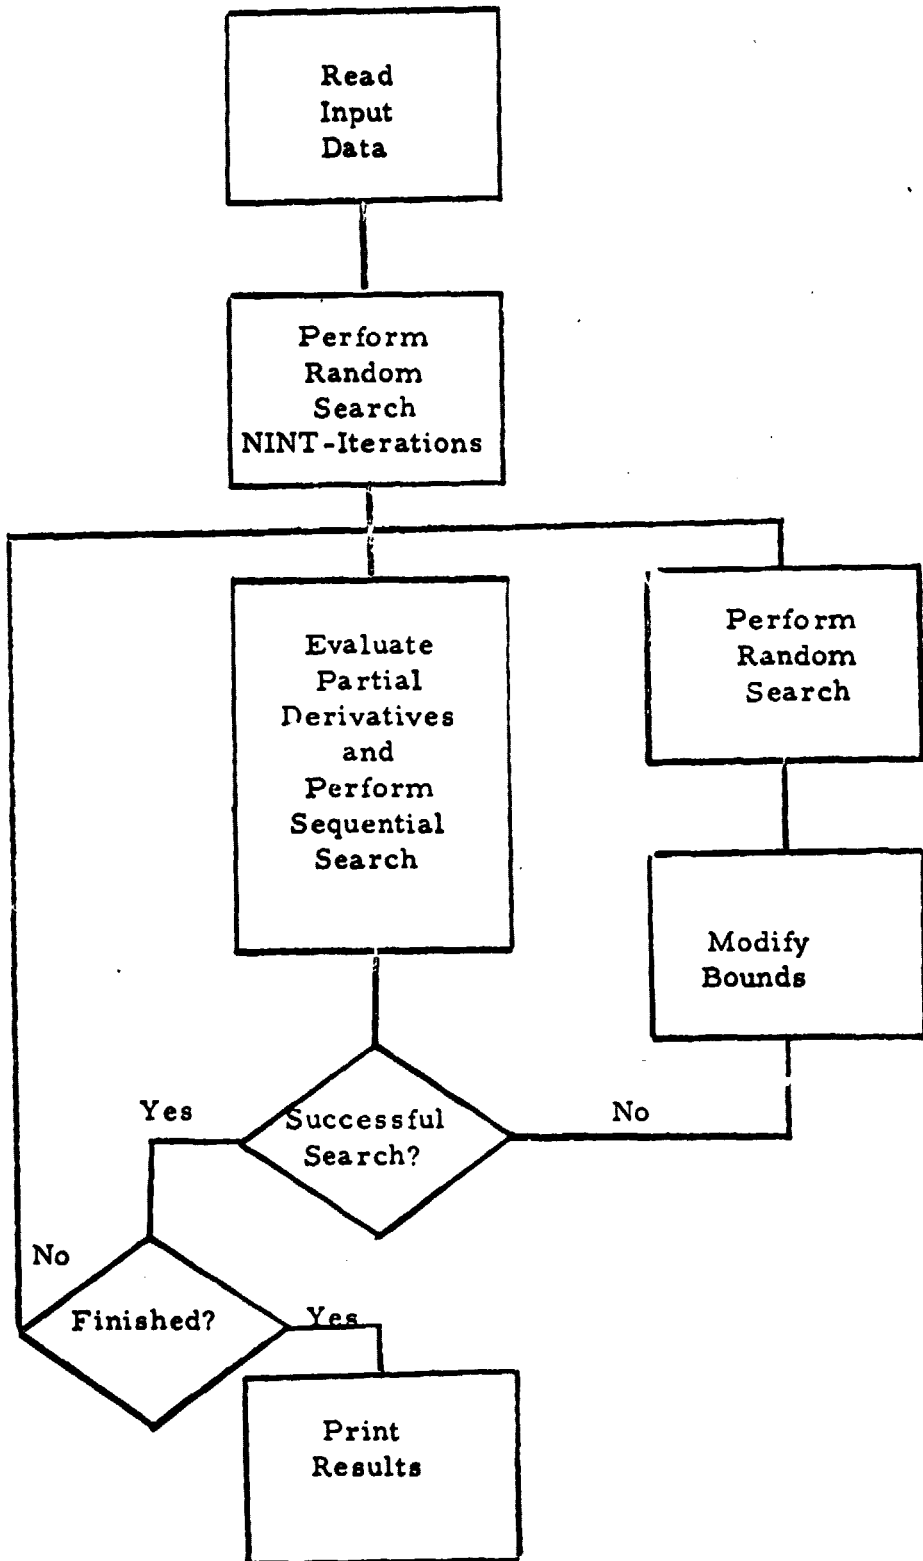 Read
Input
Data
Perform
Random
Search
NINT-Iterations
Evaluate
Partial
Derivatives
and
Perform
Sequential
Search
Perform
Random
Search
Modify
Bounds
Successful
Search?
Yes
No
Finished?
No
Yes
Print
Results